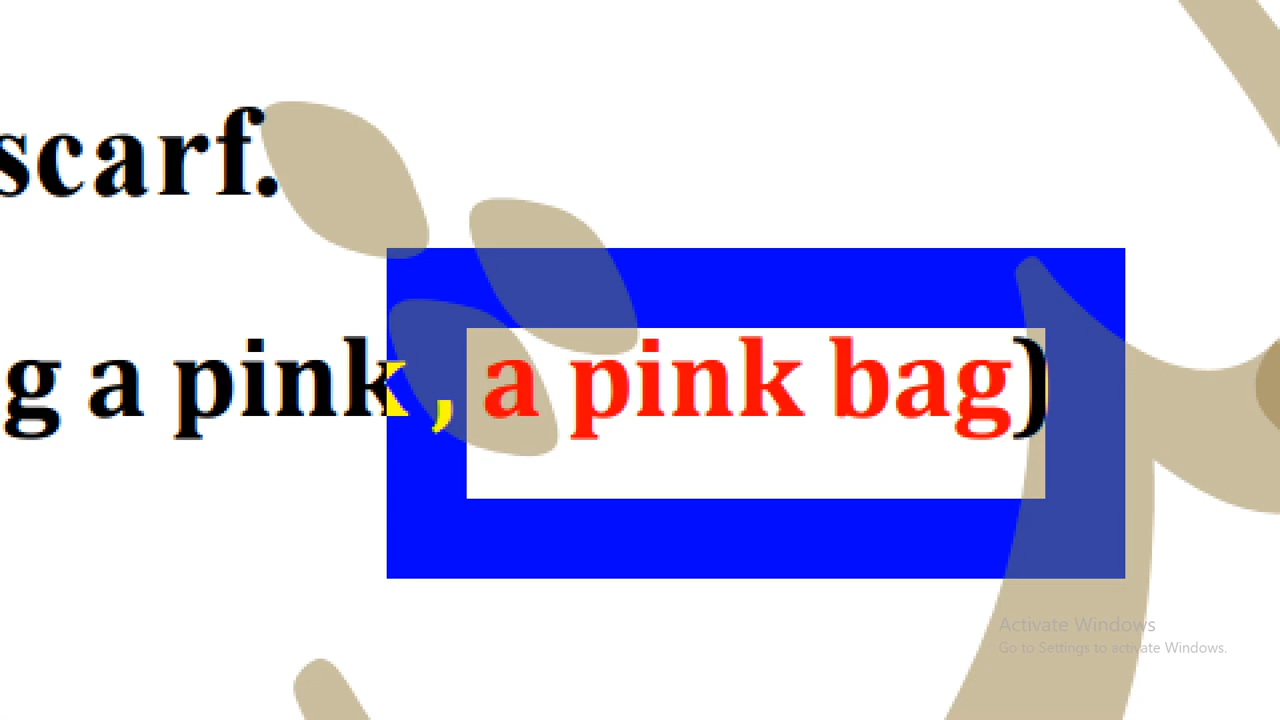 scarf.
g a pink , a pink bag)
Activate Windows
Go to Settings to activate Windows.